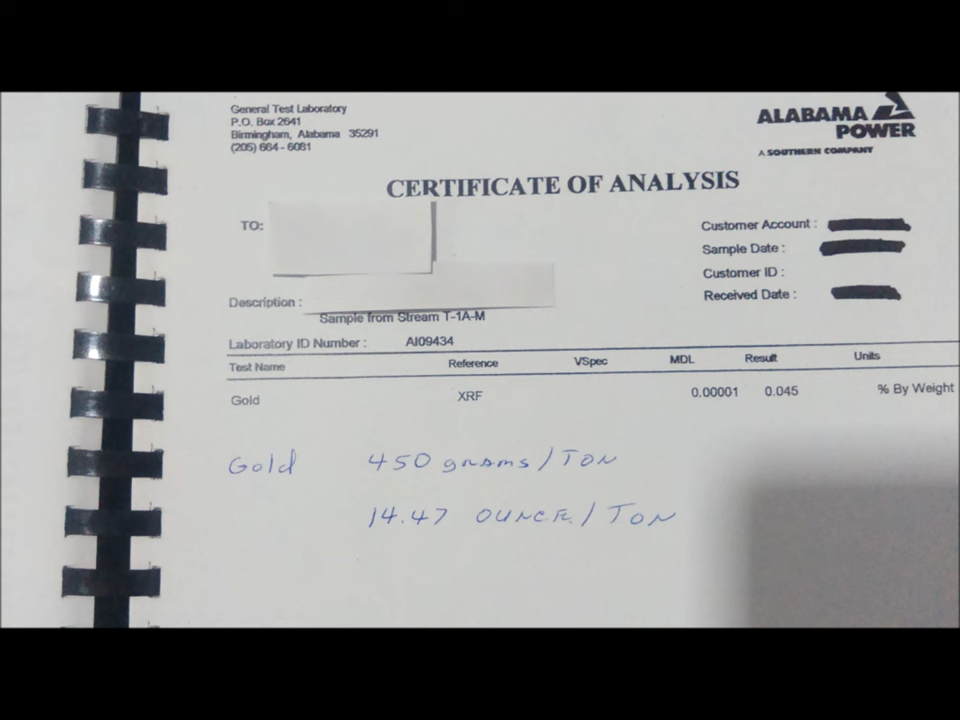 General Test Laboratory
P.O. Box 2641
Birmingham, Alabama 35291
(205) 664-6081
ALABAMA
POWER
A SOUTHERN COMPANY
CERTIFICATE OF ANALYSIS
TO:
Customer Account :
Sample Date :
Customer ID :
Received Date :
Description :
Sample from Stream T-1A-M
Laboratory ID Number : AI09434
Test Name Reference VSpec MDL Result Units
Gold XRF 0.00001 0.045 % By Weight
Gold 450 grams/TON
14.47 OUNCE/TON